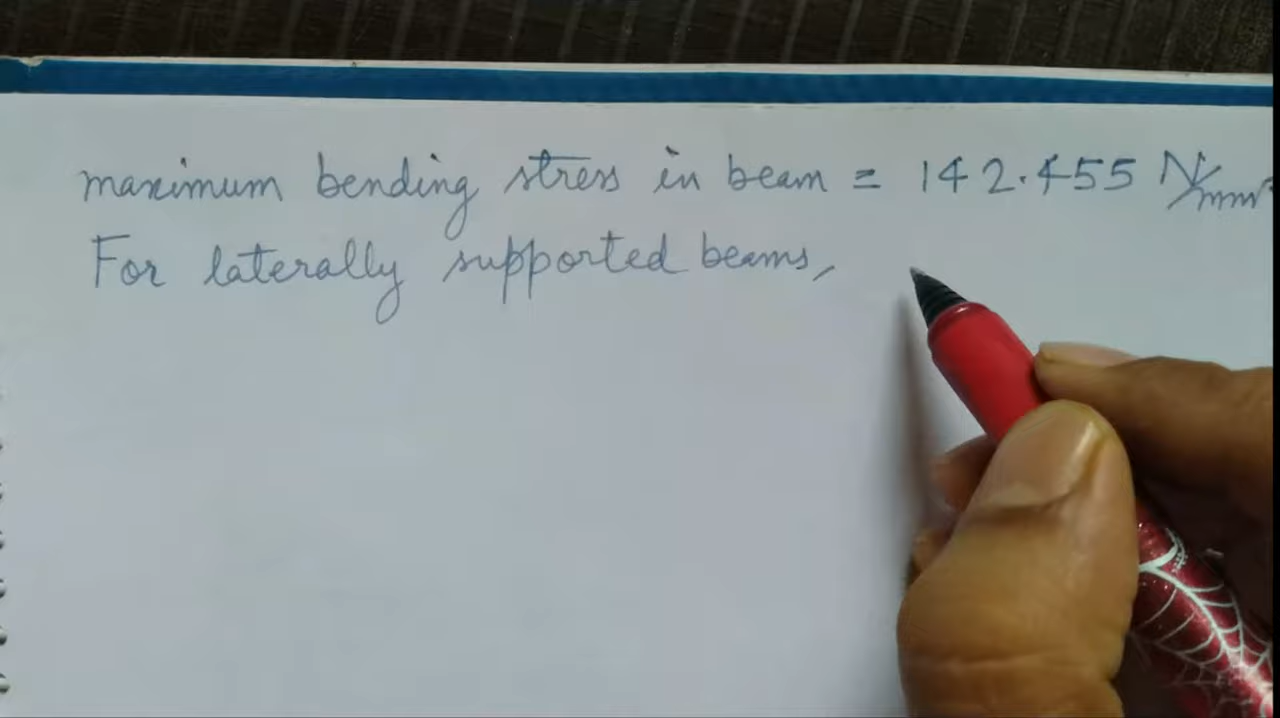 maximum bending stress in beam = 142.455 N/mm²
For laterally supported beams,